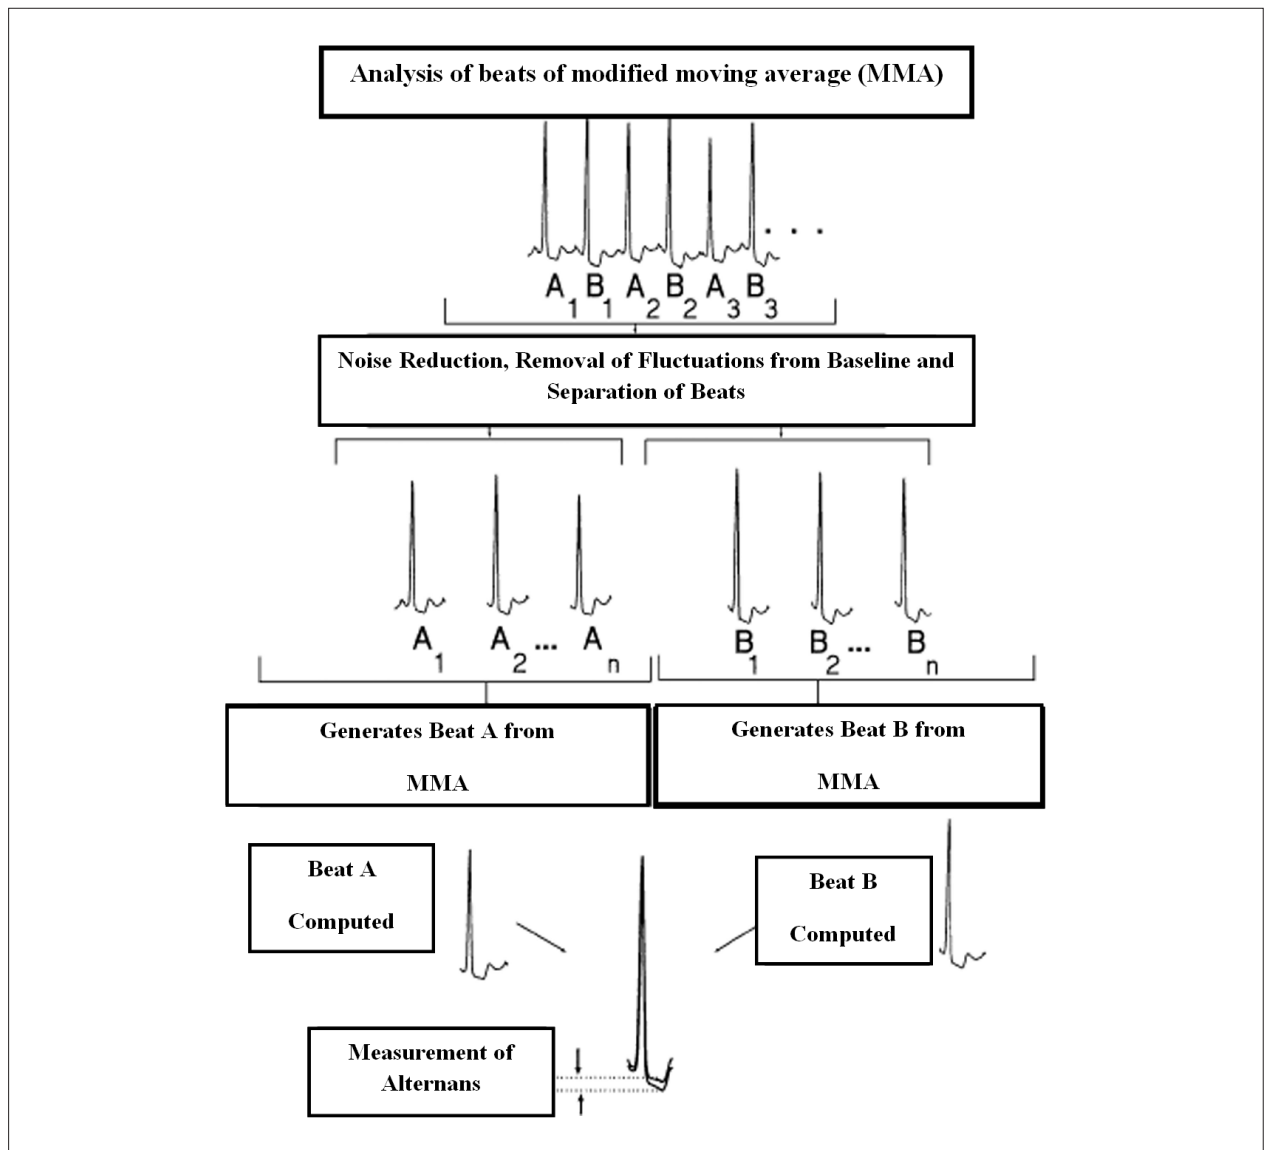 Analysis of beats of modified moving average (MMA)
. . .
A1 B1 A2 B2 A3 B3
Noise Reduction, Removal of Fluctuations from Baseline and
Separation of Beats
A1 A2 ... An
B1 B2 ... Bn
Generates Beat A from
MMA
Generates Beat B from
MMA
Beat A
Computed
Beat B
Computed
Measurement of
Alternans